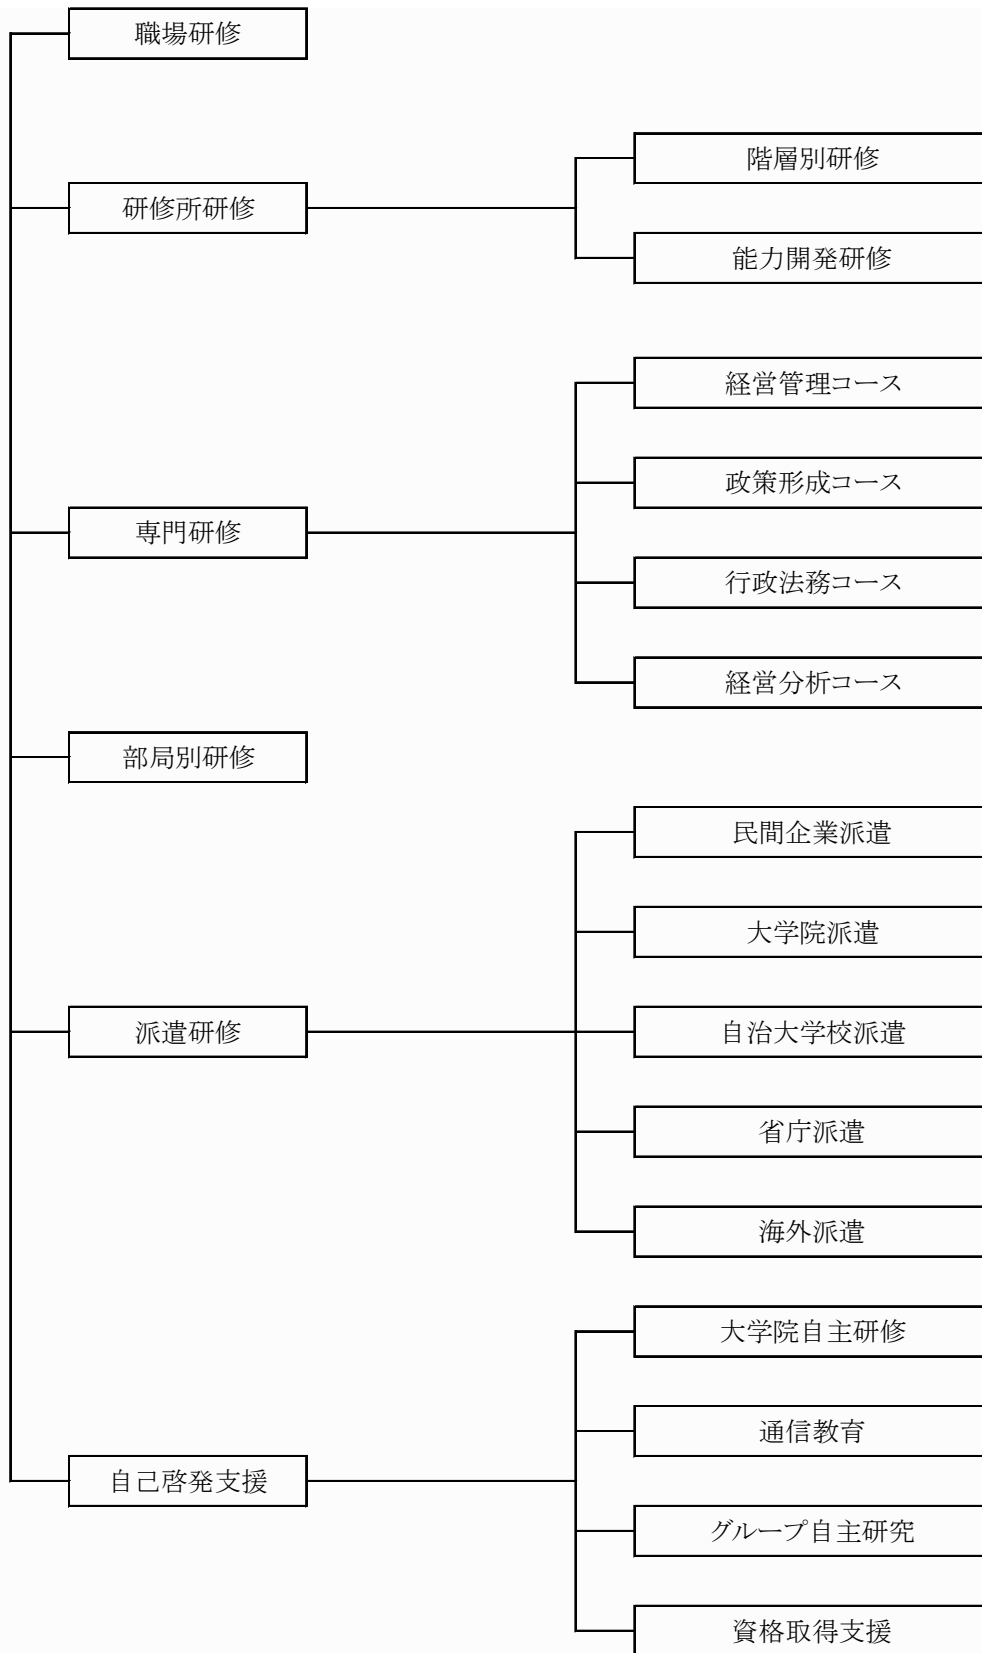 職場研修
研修所研修
階層別研修
能力開発研修
専門研修
経営管理コース
政策形成コース
行政法務コース
経営分析コース
部局別研修
派遣研修
民間企業派遣
大学院派遣
自治大学校派遣
省庁派遣
海外派遣
自己啓発支援
大学院自主研修
通信教育
グループ自主研究
資格取得支援